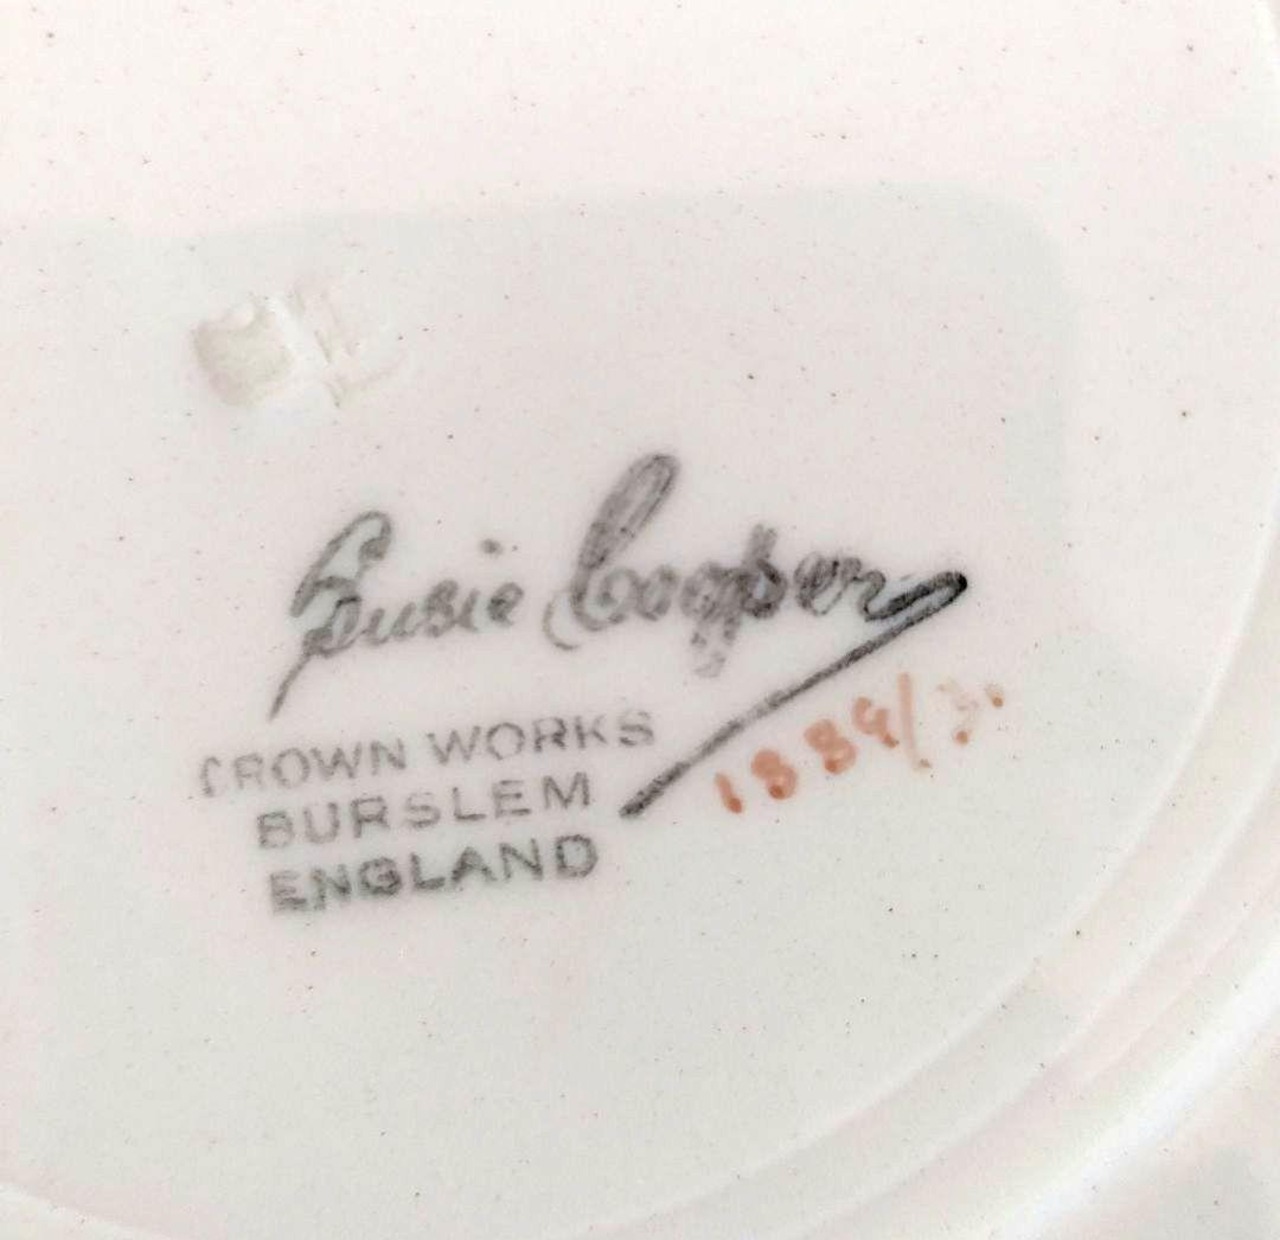 Susie Cooper
CROWN WORKS
BURSLEM
ENGLAND